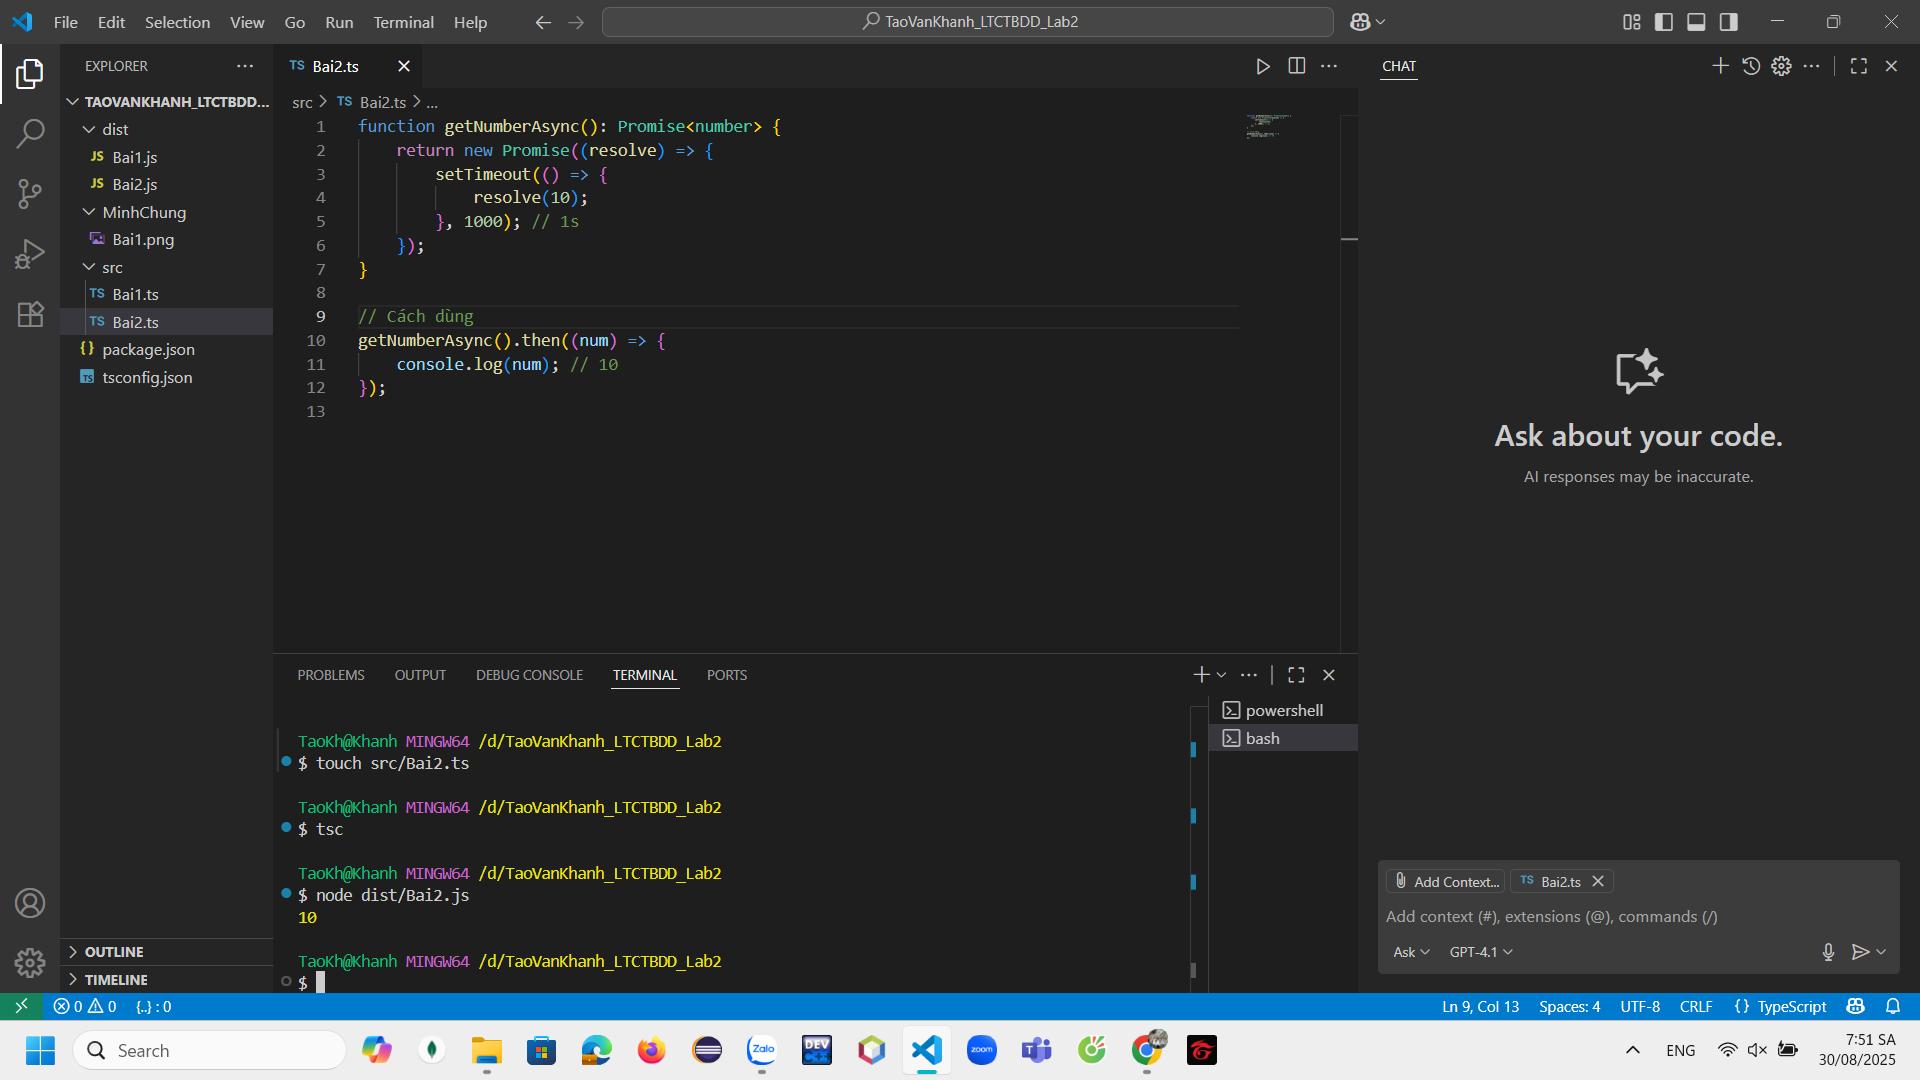 File Edit Selection View Go Run Terminal Help
TaoVanKhanh_LTCTBDD_Lab2
EXPLORER
TAOVANKHANH_LTCTBDD...
dist
JS Bai1.js
JS Bai2.js
MinhChung
Bai1.png
src
TS Bai1.ts
TS Bai2.ts
{} package.json
TS tsconfig.json
OUTLINE
TIMELINE
TS Bai2.ts
src > TS Bai2.ts > ...
1 function getNumberAsync(): Promise<number> {
2 return new Promise((resolve) => {
3 setTimeout(() => {
4 resolve(10);
5 }, 1000); // 1s
6 });
7 }
8
9 // Cách dùng
10 getNumberAsync().then((num) => {
11 console.log(num); // 10
12 });
13
PROBLEMS OUTPUT DEBUG CONSOLE TERMINAL PORTS
TaoKh@Khanh MINGW64 /d/TaoVanKhanh_LTCTBDD_Lab2
$ touch src/Bai2.ts
TaoKh@Khanh MINGW64 /d/TaoVanKhanh_LTCTBDD_Lab2
$ tsc
TaoKh@Khanh MINGW64 /d/TaoVanKhanh_LTCTBDD_Lab2
$ node dist/Bai2.js
10
TaoKh@Khanh MINGW64 /d/TaoVanKhanh_LTCTBDD_Lab2
$
powershell
bash
CHAT
Ask about your code.
AI responses may be inaccurate.
Add Context... TS Bai2.ts
Add context (#), extensions (@), commands (/)
Ask GPT-4.1
0 0 {..} : 0
Ln 9, Col 13 Spaces: 4 UTF-8 CRLF {} TypeScript
Search
Zalo
DEV C++
zoom
ENG
7:51 SA
30/08/2025